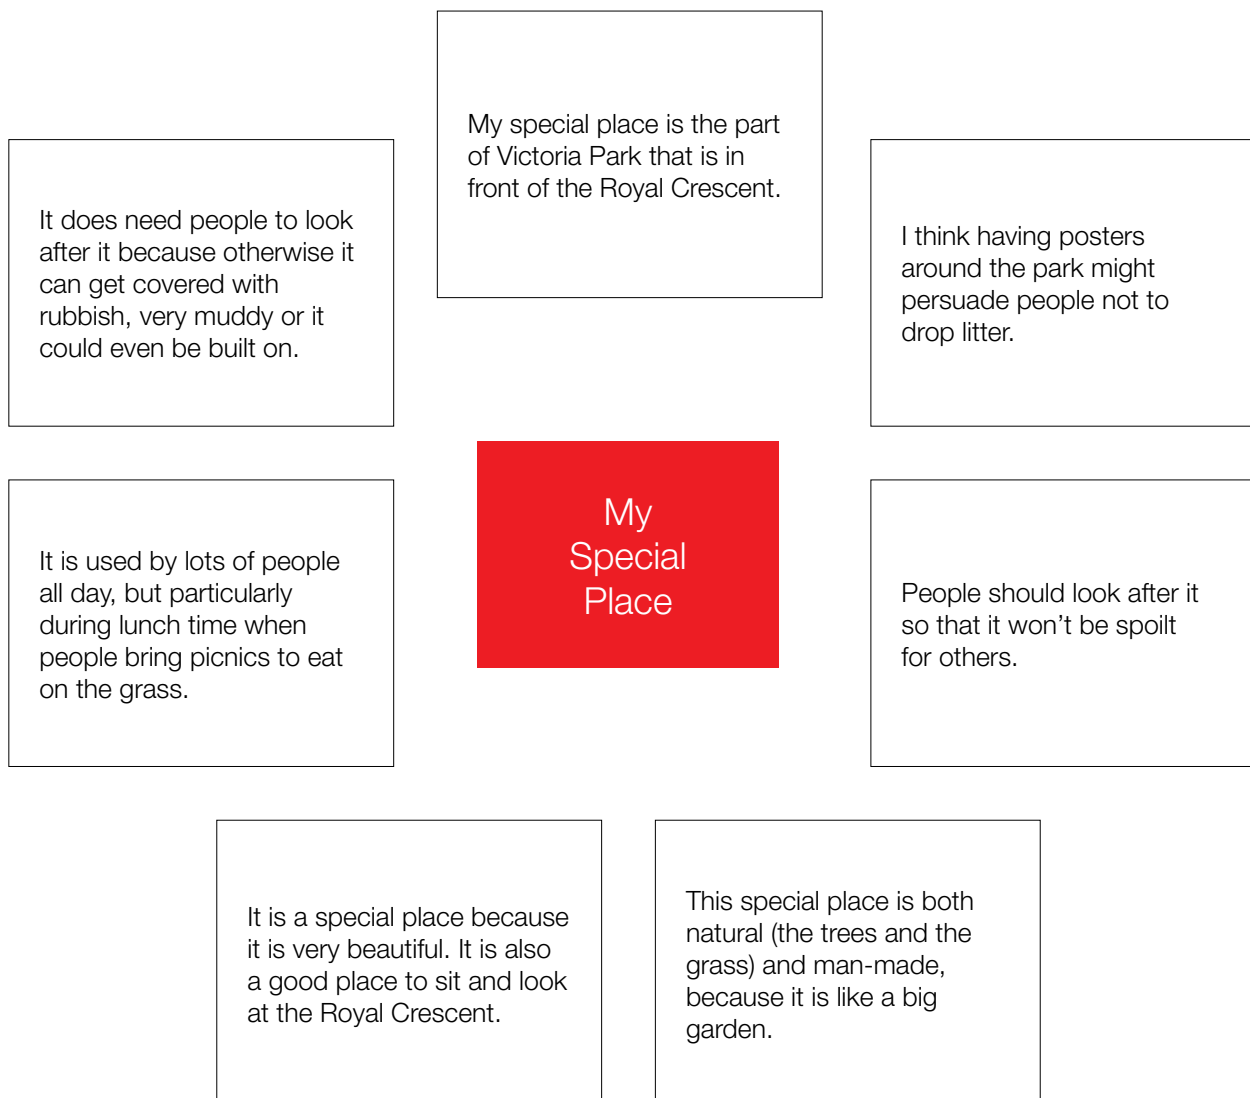 My special place is the part
of Victoria Park that is in
front of the Royal Crescent.
It does need people to look
after it because otherwise it
can get covered with
rubbish, very muddy or it
could even be built on.
I think having posters
around the park might
persuade people not to
drop litter.
My
Special
Place
It is used by lots of people
all day, but particularly
during lunch time when
people bring picnics to eat
on the grass.
People should look after it
so that it won’t be spoilt
for others.
It is a special place because
it is very beautiful. It is also
a good place to sit and look
at the Royal Crescent.
This special place is both
natural (the trees and the
grass) and man-made,
because it is like a big
garden.